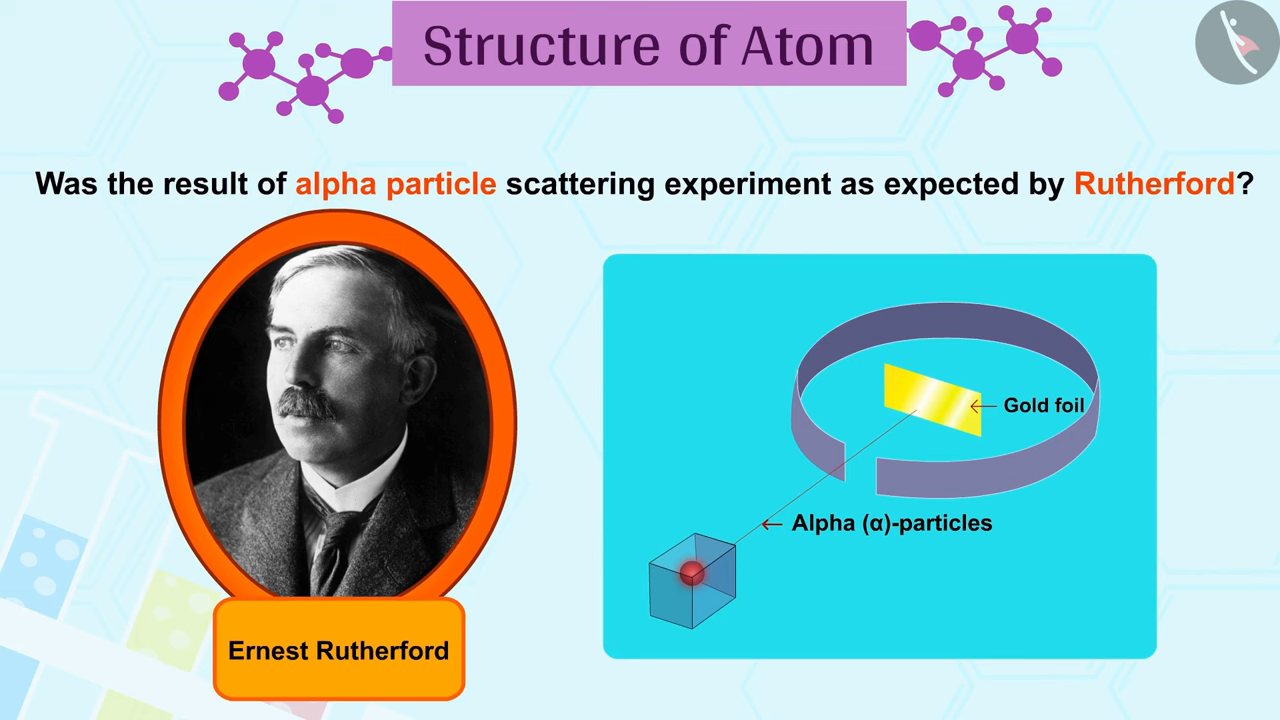 Structure of Atom
Was the result of alpha particle scattering experiment as expected by Rutherford?
Gold foil
Alpha (α)-particles
Ernest Rutherford